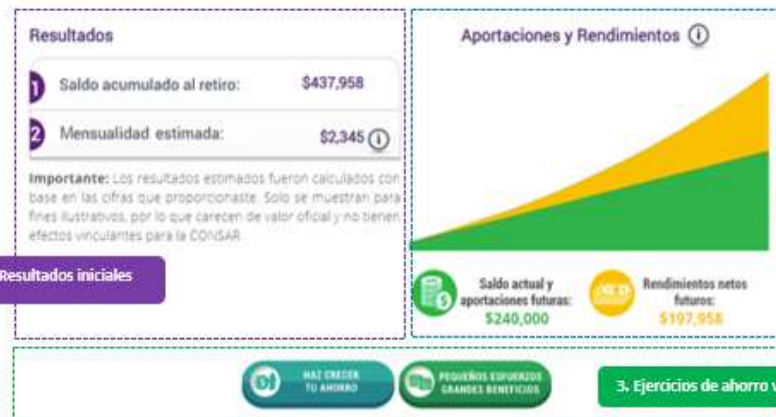 Resultados
1 Saldo acumulado al retiro: $437,958
2 Mensualidad estimada: $2,345
Importante: Los resultados estimados fueron calculados con
base en las cifras que proporcionaste. Solo se muestran para
fines ilustrativos, por lo que carecen de valor oficial y no tienen
efectos vinculantes para la CONSAR.
Resultados iniciales
Aportaciones y Rendimientos
Saldo actual y
aportaciones futuras:
$240,000
Rendimientos netos
futuros:
$197,958
HAZ CRECER
TU AHORRO
PEQUEÑOS ESFUERZOS
GRANDES BENEFICIOS
3. Ejercicios de ahorro v